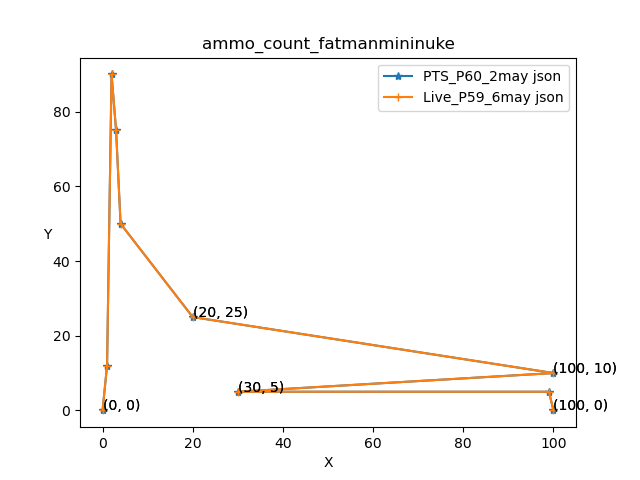 ammo_count_fatmanmininuke
PTS_P60_2may json
Live_P59_6may json
80
60
Y
40
20
0
(20, 25)
(100, 10)
(30, 5)
(0, 0)
(100, 0)
0 20 40 60 80 100
X